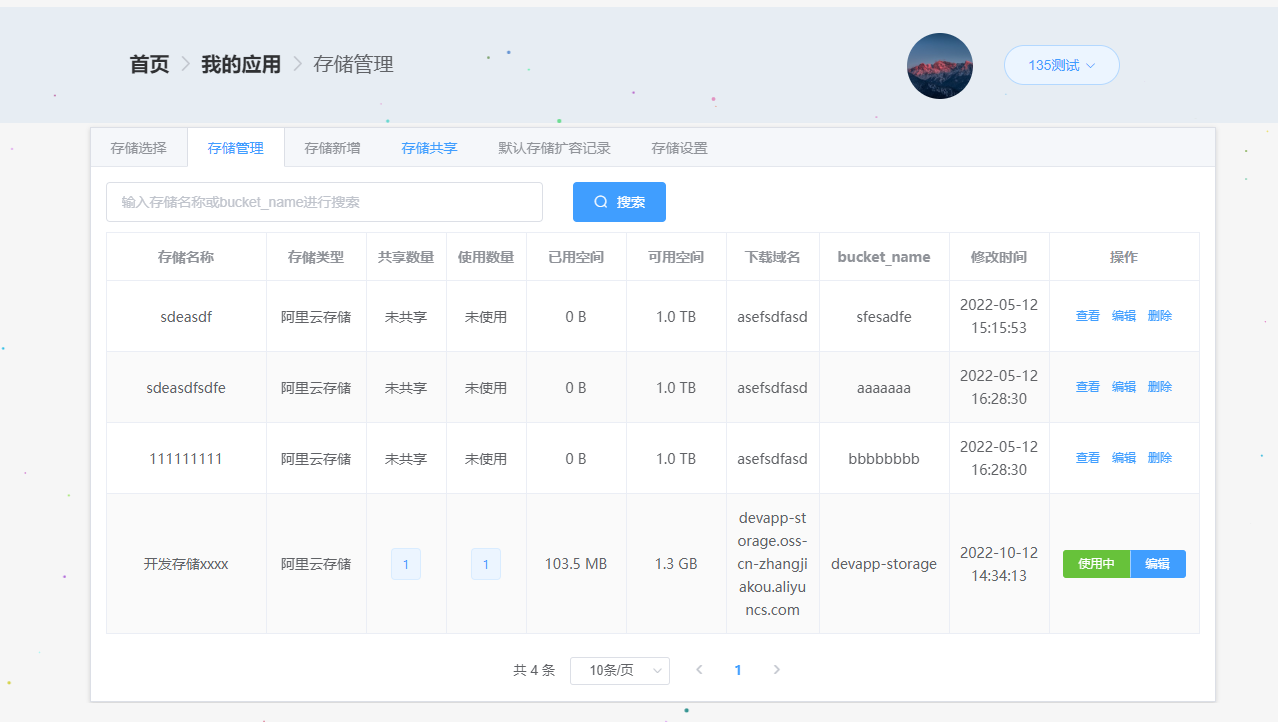 首页 > 我的应用 > 存储管理
135测试
存储选择 存储管理 存储新增 存储共享 默认存储扩容记录 存储设置
输入存储名称或bucket_name进行搜索 搜索
存储名称 存储类型 共享数量 使用数量 已用空间 可用空间 下载域名 bucket_name 修改时间 操作
sdeasdf 阿里云存储 未共享 未使用 0 B 1.0 TB asefsdfasd sfesadfe 2022-05-12 15:15:53 查看 编辑 删除
sdeasdfsdfe 阿里云存储 未共享 未使用 0 B 1.0 TB asefsdfasd aaaaaaa 2022-05-12 16:28:30 查看 编辑 删除
111111111 阿里云存储 未共享 未使用 0 B 1.0 TB asefsdfasd bbbbbbbb 2022-05-12 16:28:30 查看 编辑 删除
开发存储xxxx 阿里云存储 1 1 103.5 MB 1.3 GB devapp-storage.oss-cn-zhangjiakou.aliyuncs.com devapp-storage 2022-10-12 14:34:13 使用中 编辑
共 4 条 10条/页 1